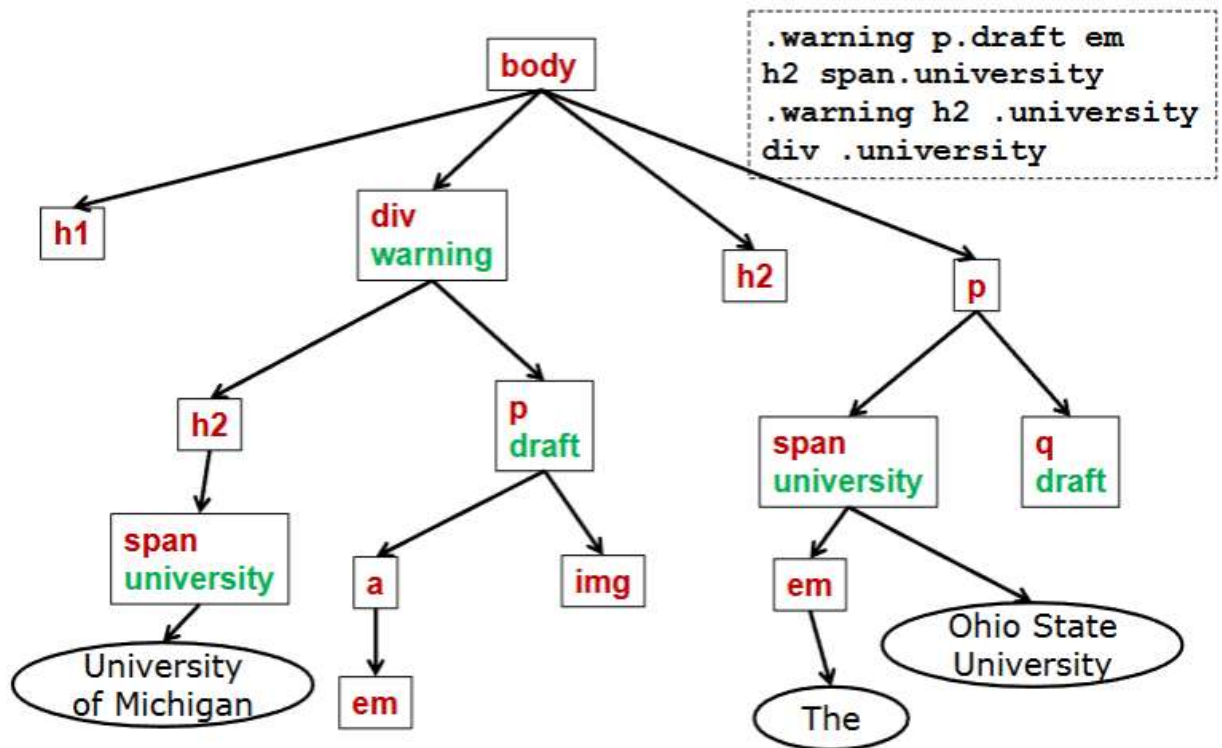 .warning p.draft em
h2 span.university
.warning h2 .university
div .university
body
h1
div
warning
h2
p
h2
p
draft
span
university
q
draft
span
university
a
img
em
University
of Michigan
em
Ohio State
University
The